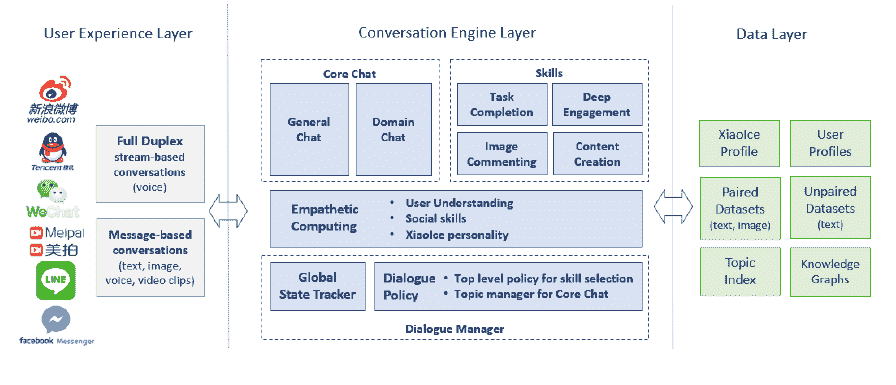 User Experience Layer
Conversation Engine Layer
Data Layer
新浪微博
weibo.com
Tencent 腾讯
WeChat
Meipai
美拍
LINE
facebook Messenger
Full Duplex
stream-based
conversations
(voice)
Message-based
conversations
(text, image,
voice, video clips)
Core Chat
General
Chat
Domain
Chat
Skills
Task
Completion
Deep
Engagement
Image
Commenting
Content
Creation
Empathetic
Computing
• User Understanding
• Social skills
• XiaoIce personality
Global
State Tracker
Dialogue
Policy
• Top level policy for skill selection
• Topic manager for Core Chat
Dialogue Manager
XiaoIce
Profile
User
Profiles
Paired
Datasets
(text, image)
Unpaired
Datasets
(text)
Topic
Index
Knowledge
Graphs